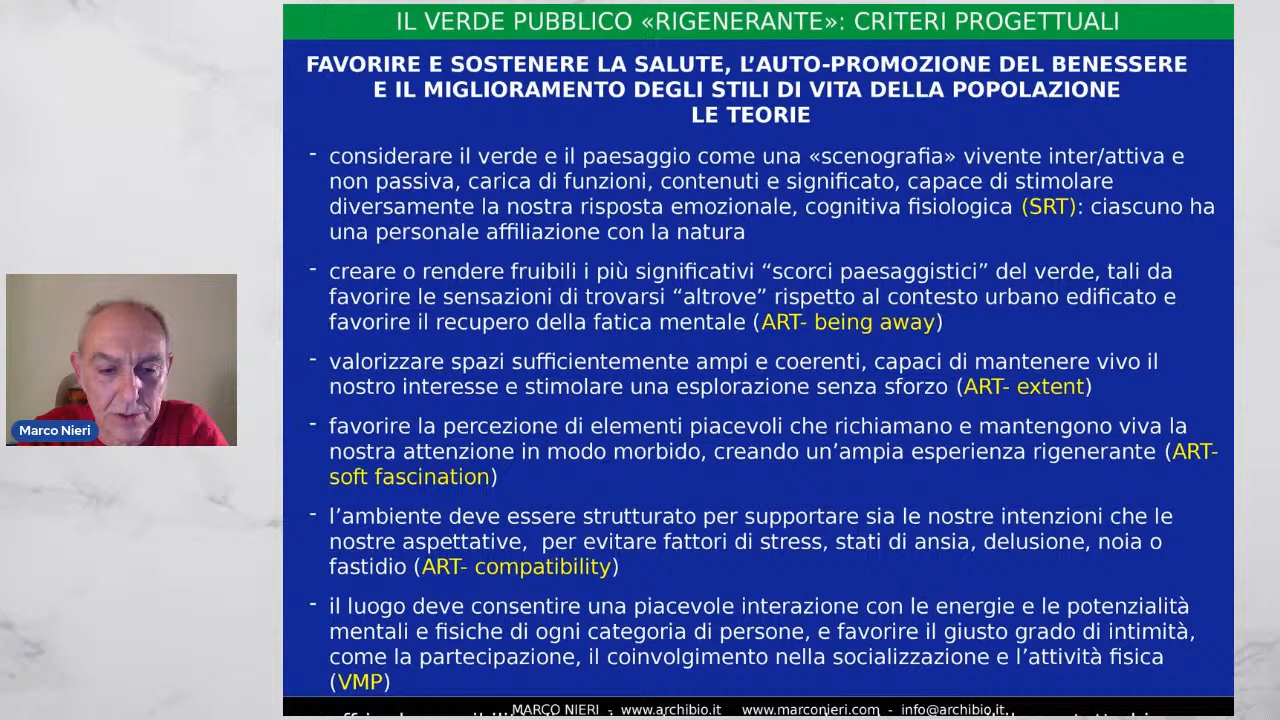 IL VERDE PUBBLICO «RIGENERANTE»: CRITERI PROGETTUALI
FAVORIRE E SOSTENERE LA SALUTE, L’AUTO-PROMOZIONE DEL BENESSERE
E IL MIGLIORAMENTO DEGLI STILI DI VITA DELLA POPOLAZIONE
LE TEORIE
- considerare il verde e il paesaggio come una «scenografia» vivente inter/attiva e
non passiva, carica di funzioni, contenuti e significato, capace di stimolare
diversamente la nostra risposta emozionale, cognitiva fisiologica (SRT): ciascuno ha
una personale affiliazione con la natura
- creare o rendere fruibili i più significativi “scorci paesaggistici” del verde, tali da
favorire le sensazioni di trovarsi “altrove” rispetto al contesto urbano edificato e
favorire il recupero della fatica mentale (ART- being away)
- valorizzare spazi sufficientemente ampi e coerenti, capaci di mantenere vivo il
nostro interesse e stimolare una esplorazione senza sforzo (ART- extent)
- favorire la percezione di elementi piacevoli che richiamano e mantengono viva la
nostra attenzione in modo morbido, creando un’ampia esperienza rigenerante (ART-
soft fascination)
- l’ambiente deve essere strutturato per supportare sia le nostre intenzioni che le
nostre aspettative,  per evitare fattori di stress, stati di ansia, delusione, noia o
fastidio (ART- compatibility)
- il luogo deve consentire una piacevole interazione con le energie e le potenzialità
mentali e fisiche di ogni categoria di persone, e favorire il giusto grado di intimità,
come la partecipazione, il coinvolgimento nella socializzazione e l’attività fisica
(VMP)
MARCO NIERI - www.archibio.it www.marconieri.com - info@archibio.it
Marco Nieri